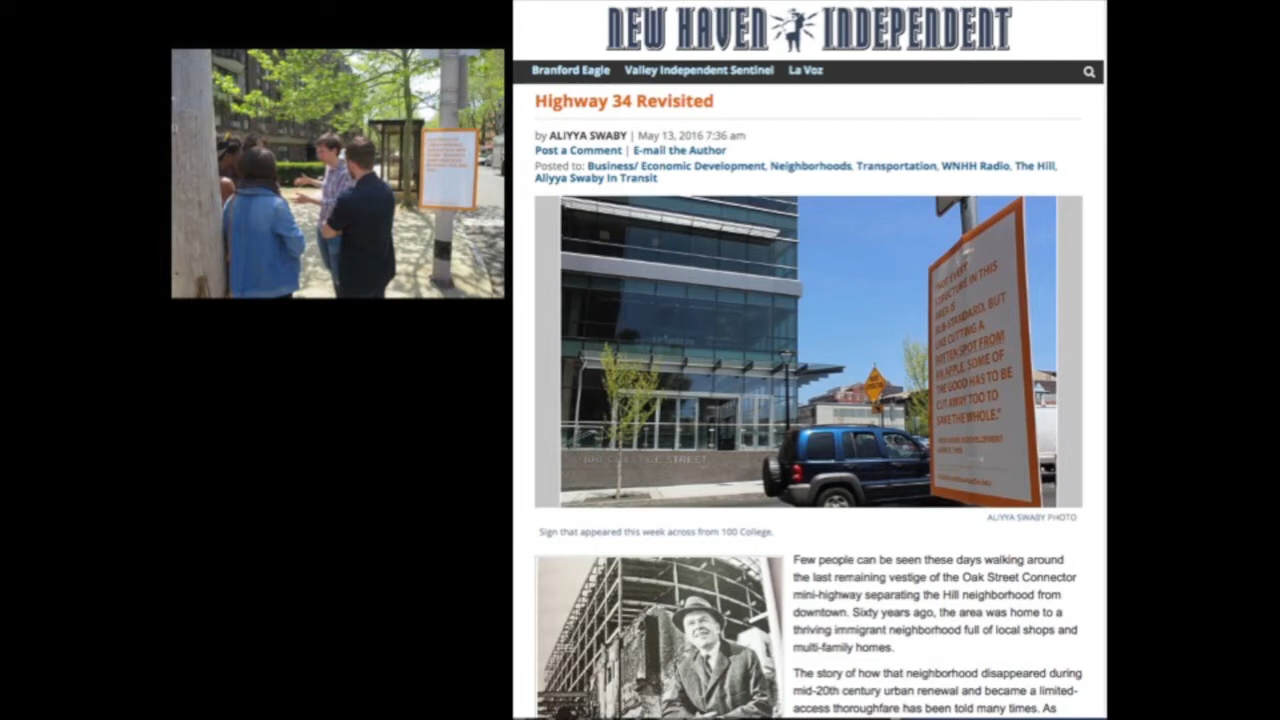 NEW HAVEN INDEPENDENT
Branford Eagle Valley Independent Sentinel La Voz
Highway 34 Revisited
by ALIYYA SWABY | May 13, 2016 7:36 am
Post a Comment | E-mail the Author
Posted to: Business/ Economic Development, Neighborhoods, Transportation, WNHH Radio, The Hill,
Aliyya Swaby In Transit
"NOT EVERY
STRUCTURE IN THIS
AREA IS
SUB-STANDARD, BUT
LIKE CUTTING A
ROTTEN SPOT FROM
AN APPLE, SOME OF
THE GOOD HAS TO BE
CUT AWAY TOO TO
SAVE THE WHOLE."
COLLEGE STREET
ALIYYA SWABY PHOTO
Sign that appeared this week across from 100 College.
Few people can be seen these days walking around
the last remaining vestige of the Oak Street Connector
mini-highway separating the Hill neighborhood from
downtown. Sixty years ago, the area was home to a
thriving immigrant neighborhood full of local shops and
multi-family homes.
The story of how that neighborhood disappeared during
mid-20th century urban renewal and became a limited-
access thoroughfare has been told many times. As